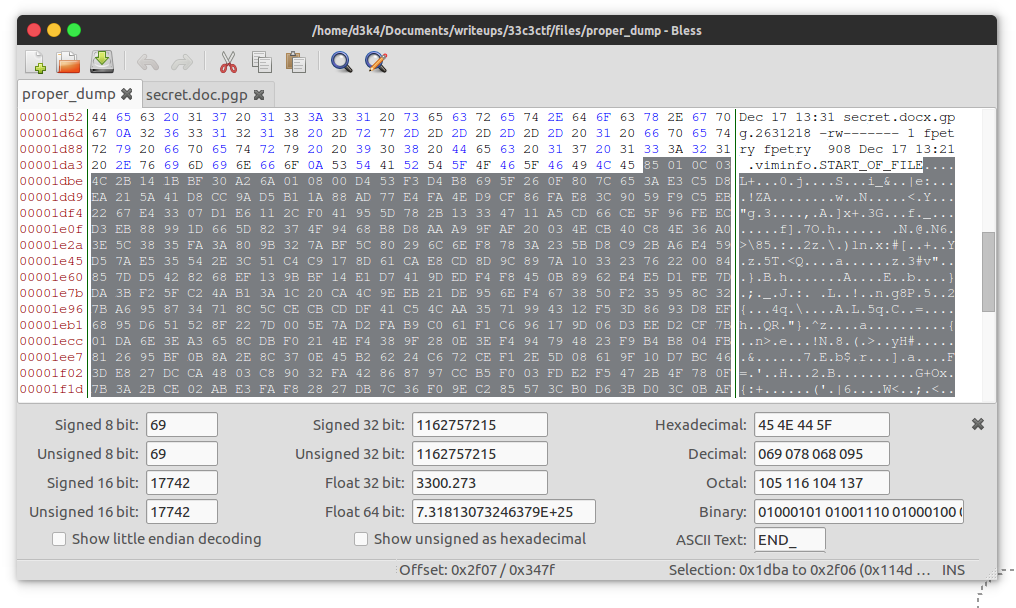 /home/d3k4/Documents/writeups/33c3ctf/files/proper_dump - Bless
proper_dump ✖ secret.doc.pgp ✖
00001d52 44 65 63 20 31 37 20 31 33 3A 33 31 20 73 65 63 72 65 74 2E 64 6F 63 78 2E 67 70 Dec 17 13:31 secret.docx.gp
00001d6d 67 0A 32 36 33 31 32 31 38 20 2D 72 77 2D 2D 2D 2D 2D 2D 2D 20 31 20 66 70 65 74 g.2631218 -rw------- 1 fpet
00001d88 72 79 20 66 70 65 74 72 79 20 20 39 30 38 20 44 65 63 20 31 37 20 31 33 3A 32 31 ry fpetry  908 Dec 17 13:21
00001da3 20 2E 76 69 6D 69 6E 66 6F 0A 53 54 41 52 54 5F 4F 46 5F 46 49 4C 45 85 01 0C 03 .viminfo.START_OF_FILE....
00001dbe 4C 2B 14 1B BF 30 A2 6A 01 08 00 D4 53 F3 D4 B8 69 5F 26 0F 80 7C 65 3A E3 C5 D8 L+...0.j....S...i_&..|e:...
00001dd9 EA 21 5A 41 D8 CC 9A D5 B1 1A 88 AD 77 E4 FA 4E D9 CF 86 FA E8 3C 90 59 F9 C5 EB .!ZA........w..N.....<.Y...
00001df4 22 67 E4 33 07 D1 E6 11 2C F0 41 95 5D 78 2B 13 33 47 11 A5 CD 66 CE 5F 96 FE EC "g.3....,.A.]x+.3G...f._...
00001e0f D3 EB 88 99 1D 66 5D 82 37 4F 94 68 B8 D8 AA A9 9F AF 20 03 4E CB 40 C8 4E 36 A0
00001e2a 3E 5C 38 35 FA 3A 80 9B 32 7A BF 5C 80 29 6C 6E F8 78 3A 23 5B D8 C9 2B A6 E4 59 >\85.:..2z.\.)ln.x:#[..+..Y
00001e45 D5 7A E5 35 54 2E 3C 51 C4 C9 17 8D 61 CA E8 CD 8D 9C 89 7A 10 33 23 76 22 00 84 .z.5T.<Q....a......z.3#v"..
00001e60 85 7D D5 42 82 68 EF 13 9B BF 14 E1 D7 41 9D ED F4 F8 45 0B 89 62 E4 E5 D1 FE 7D .}.B.h.......A....E..b....}
00001e7b DA 3B F2 5F C2 4A B1 3A 1C 20 CA 4C 9E EB 21 DE 95 6E F4 67 38 50 F2 35 95 8C 32 .;._.J.:. .L..!..n.g8P.5..2
00001e96 7B A6 95 87 34 71 8C 5C CE CB CD DF 41 C5 4C AA 35 71 99 43 12 F5 3D 86 93 D8 EF {...4q.\....A.L.5q.C..=....
00001eb1 68 95 D6 51 52 8F 22 7D 00 5E 7A D2 FA B9 C0 61 F1 C6 96 17 9D 06 D3 EE D2 CF 7B h..QR."}.^z....a..........{
00001ecc 01 DA 6E 3E A3 65 8C DB F0 21 4E F4 38 9F 28 0E 3E F4 94 79 48 23 F9 B4 B8 04 FB ..n>.e...!N.8.(.>..yH#.....
00001ee7 81 26 95 BF 0B 8A 2E 8C 37 0E 45 B2 62 24 C6 72 CE F1 2E 5D 08 61 9F 10 D7 BC 46 .&......7.E.b$.r...].a....F
00001f02 3D E8 27 DC CA 48 03 C8 90 32 FA 42 86 87 97 CC B5 F0 03 FD E2 F5 47 2B 4F 78 0F =.'..H...2.B..........G+Ox.
00001f1d 7B 3A 2B CE 02 AB E3 FA F8 28 27 DB 7C 36 F0 9E C2 85 57 3C B0 D6 3B D0 3C 0B AF {:+......('.|6....W<..;.<..
Signed 8 bit: 69 Signed 32 bit: 1162757215 Hexadecimal: 45 4E 44 5F ✖
Unsigned 8 bit: 69 Unsigned 32 bit: 1162757215 Decimal: 069 078 068 095
Signed 16 bit: 17742 Float 32 bit: 3300.273 Octal: 105 116 104 137
Unsigned 16 bit: 17742 Float 64 bit: 7.31813073246379E+25 Binary: 01000101 01001110 01000100
Show little endian decoding Show unsigned as hexadecimal ASCII Text: END_
Offset: 0x2f07 / 0x347f Selection: 0x1dba to 0x2f06 (0x114d ... INS